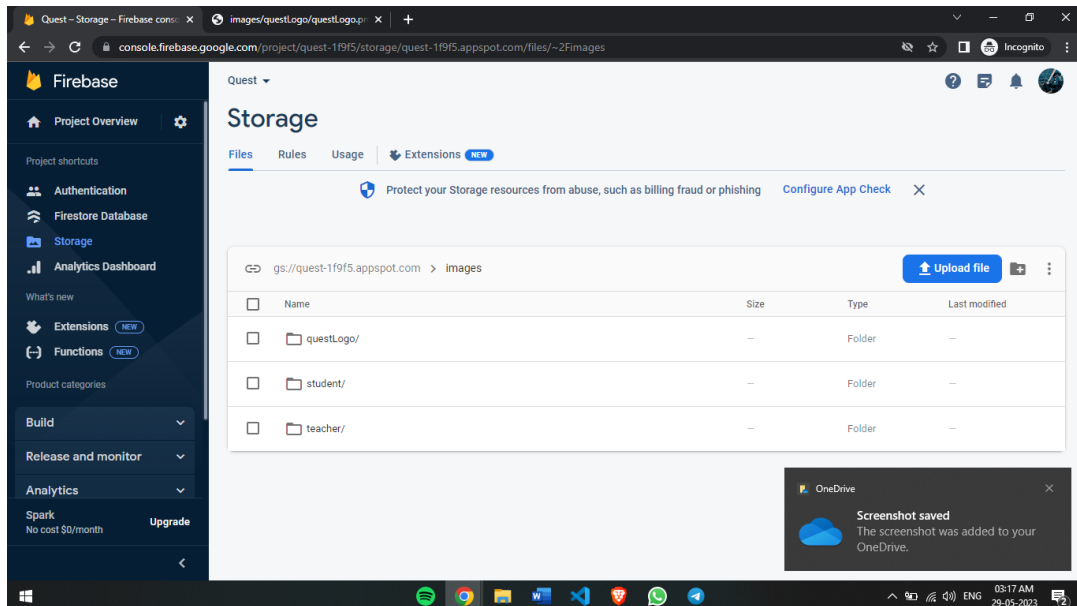 Quest – Storage – Firebase conso
images/questLogo/questLogo.pn
console.firebase.google.com/project/quest-1f9f5/storage/quest-1f9f5.appspot.com/files/~2Fimages
Incognito
Firebase
Quest
Project Overview
Storage
Files Rules Usage Extensions NEW
Project shortcuts
Protect your Storage resources from abuse, such as billing fraud or phishing Configure App Check
Authentication
Firestore Database
Storage
Analytics Dashboard
What's new
Extensions NEW
Functions NEW
Product categories
Build
Release and monitor
Analytics
Spark
No cost $0/month
Upgrade
gs://quest-1f9f5.appspot.com > images
Upload file
Name Size Type Last modified
questLogo/ – Folder –
student/ – Folder –
teacher/ – Folder –
OneDrive
Screenshot saved
The screenshot was added to your
OneDrive.
ENG
03:17 AM
29-05-2023
2